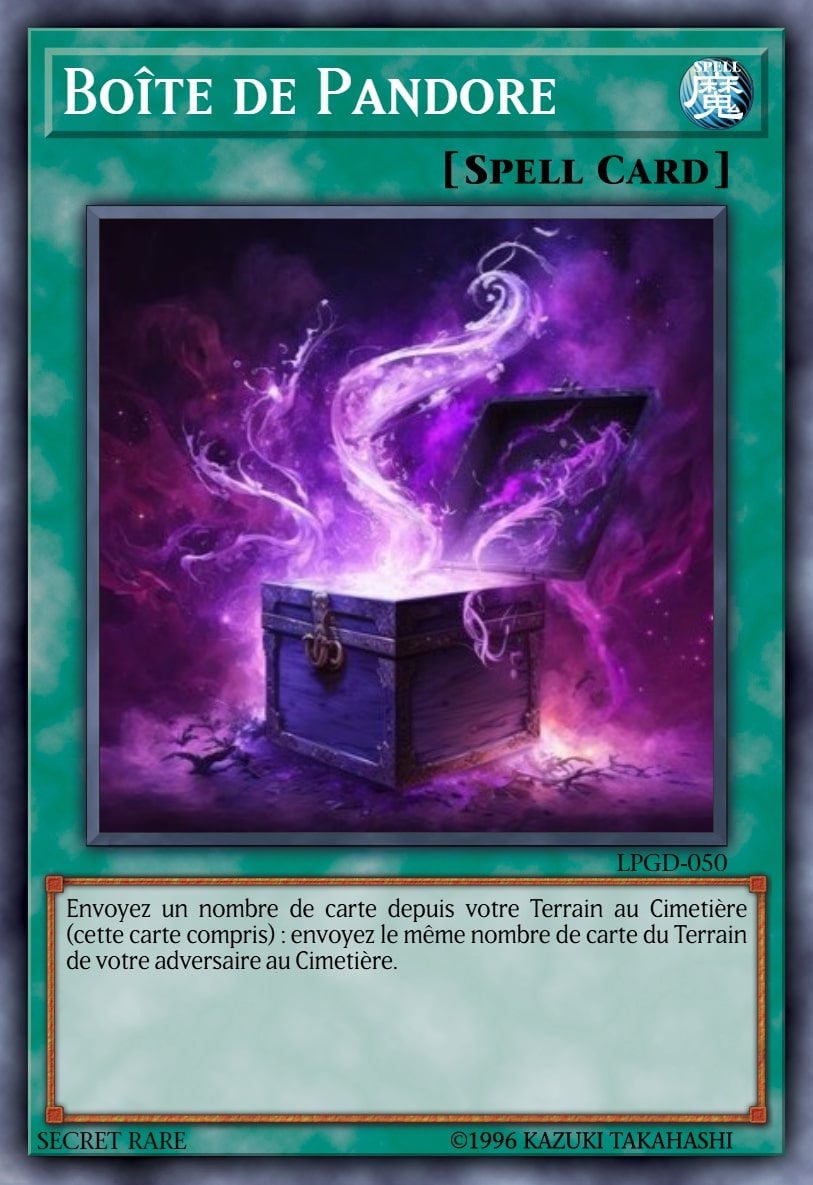 Boîte de Pandore
SPELL
魔
[Spell Card]
LPGD-050
Envoyez un nombre de carte depuis votre Terrain au Cimetière
(cette carte compris) : envoyez le même nombre de carte du Terrain
de votre adversaire au Cimetière.
SECRET RARE
©1996 KAZUKI TAKAHASHI